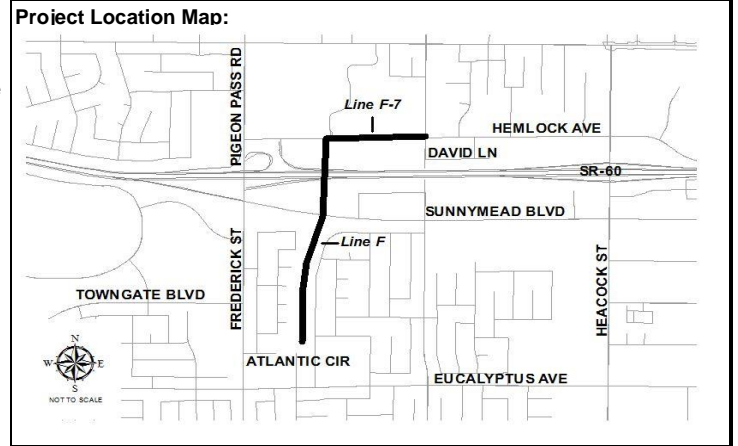 Project Location Map:
PIGEON PASS RD
Line F-7
HEMLOCK AVE
DAVID LN
SR-60
SUNNYMEAD BLVD
Line F
FREDERICK ST
HEACOCK ST
TOWNGATE BLVD
N
W
E
S
NOT TO SCALE
ATLANTIC CIR
EUCALYPTUS AVE